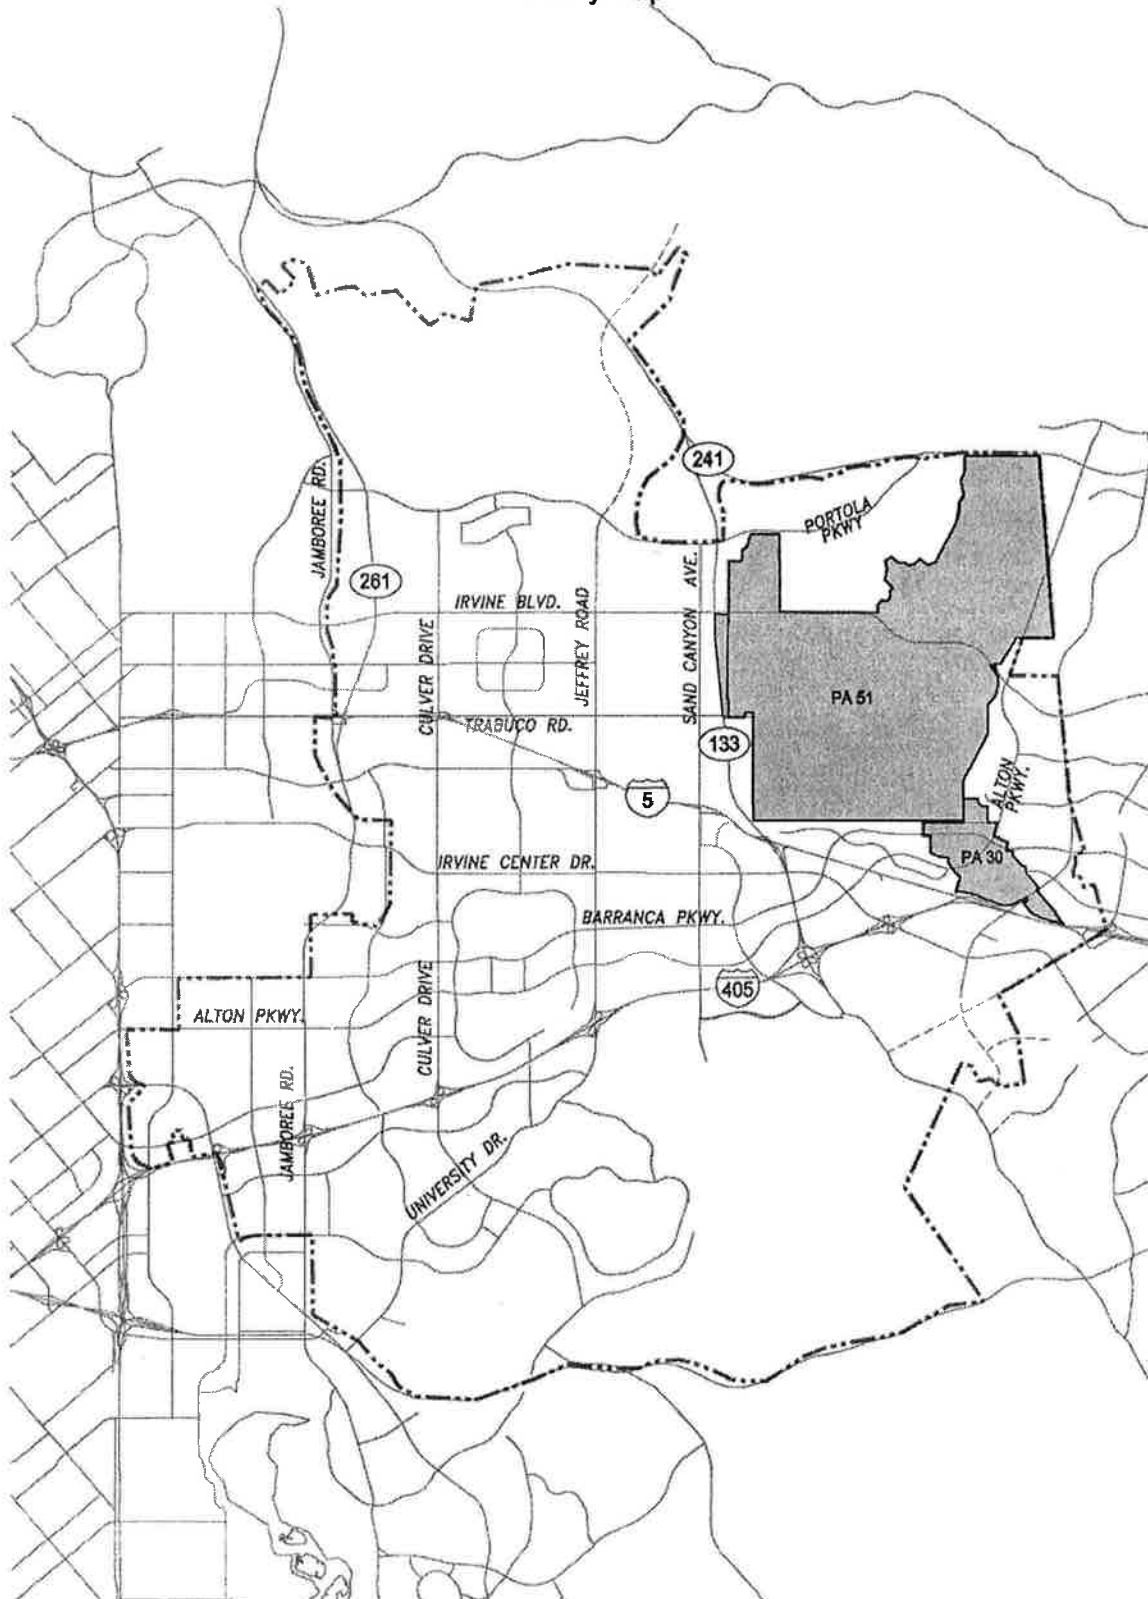 241
PORTOLA
PKWY
JAMBOREE RD.
261
IRVINE BLVD.
CULVER DRIVE
JEFFREY ROAD
SAND CANYON AVE.
PA 51
TRABUCO RD.
133
5
ALTON
PKWY.
IRVINE CENTER DR.
PA 30
BARRANCA PKWY.
CULVER DRIVE
405
ALTON PKWY.
JAMBOREE RD.
UNIVERSITY DR.